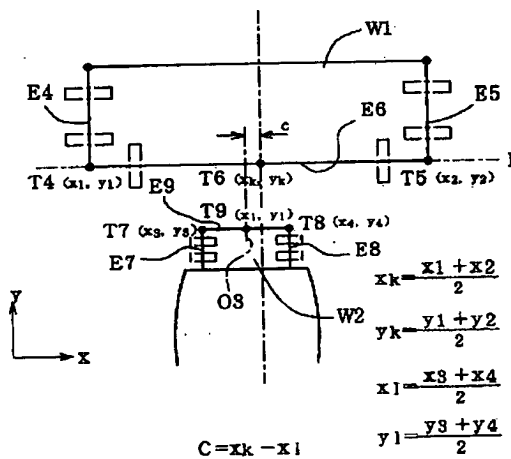 W1
E4
E5
E6
c
T4 (x1, y1)
T6 (xk, yk)
T5 (x2, y2)
E9
T9 (xl, yl)
T7 (x3, y3)
T8 (x4, y4)
E7
E8
O3
W2
y
x
xk=x1+x2/2
yk=y1+y2/2
xl=x3+x4/2
yl=y3+y4/2
C=xk-xl